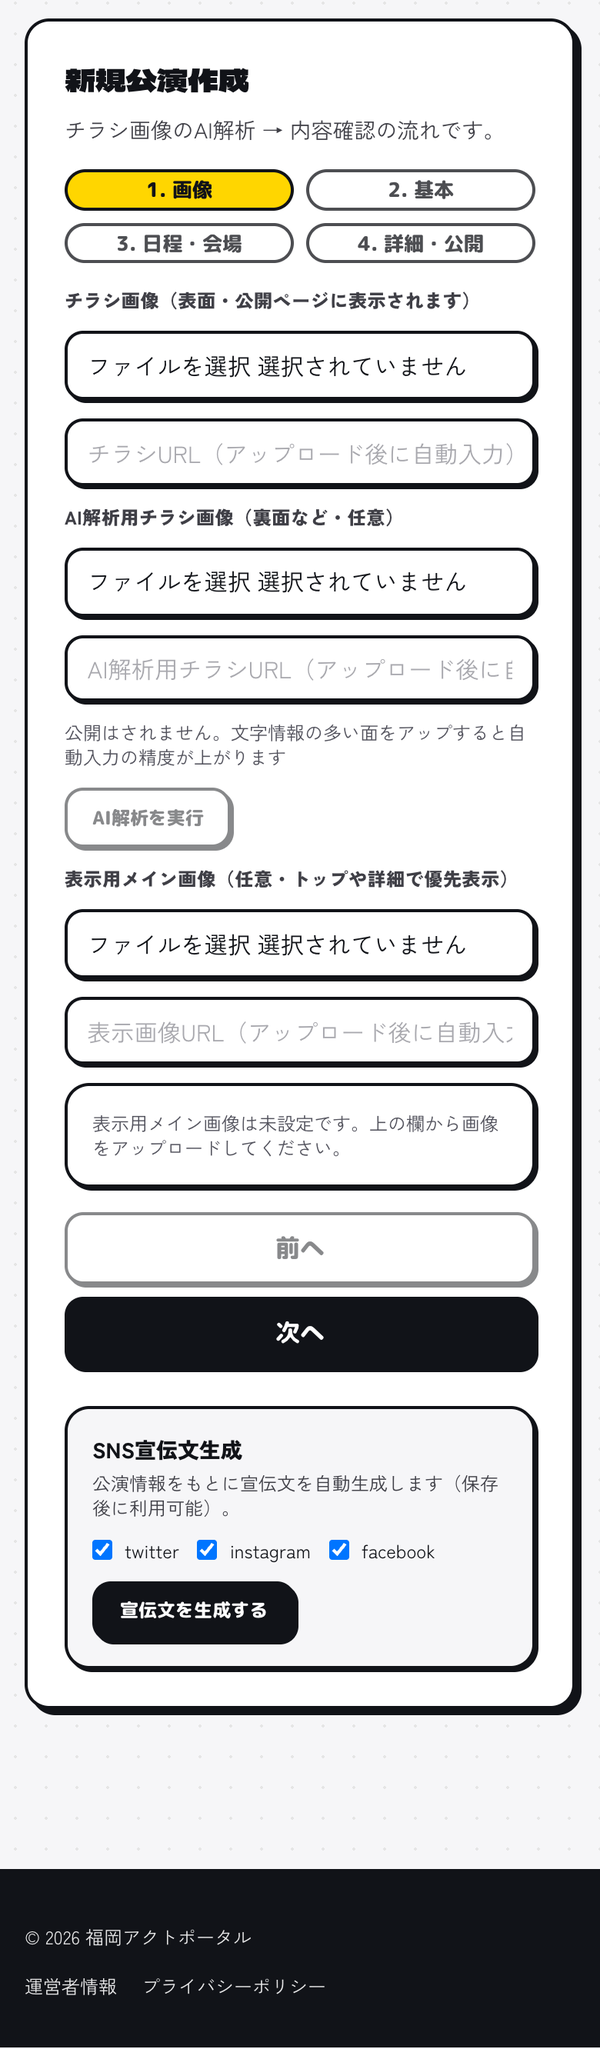 新規公演作成
チラシ画像のAI解析 → 内容確認の流れです。
1. 画像
2. 基本
3. 日程・会場
4. 詳細・公開
チラシ画像（表面・公開ページに表示されます）
ファイルを選択 選択されていません
チラシURL（アップロード後に自動入力）
AI解析用チラシ画像（裏面など・任意）
ファイルを選択 選択されていません
AI解析用チラシURL（アップロード後に
公開はされません。文字情報の多い面をアップすると自
動入力の精度が上がります
AI解析を実行
表示用メイン画像（任意・トップや詳細で優先表示）
ファイルを選択 選択されていません
表示画像URL（アップロード後に自動入
表示用メイン画像は未設定です。上の欄から画像
をアップロードしてください。
前へ
次へ
SNS宣伝文生成
公演情報をもとに宣伝文を自動生成します（保存
後に利用可能）。
twitter instagram facebook
宣伝文を生成する
© 2026 福岡アクトポータル
運営者情報 プライバシーポリシー